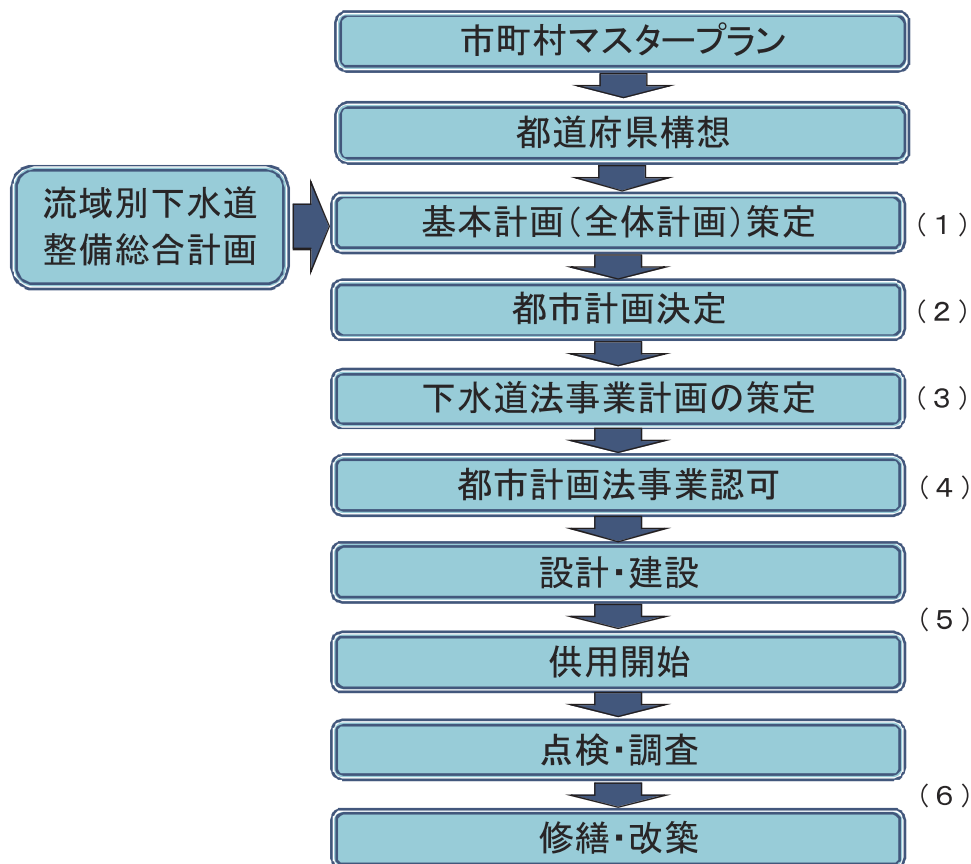 市町村マスタープラン
都道府県構想
流域別下水道
整備総合計画
基本計画(全体計画)策定
(1)
都市計画決定
(2)
下水道法事業計画の策定
(3)
都市計画法事業認可
(4)
設計・建設
(5)
供用開始
点検・調査
(6)
修繕・改築